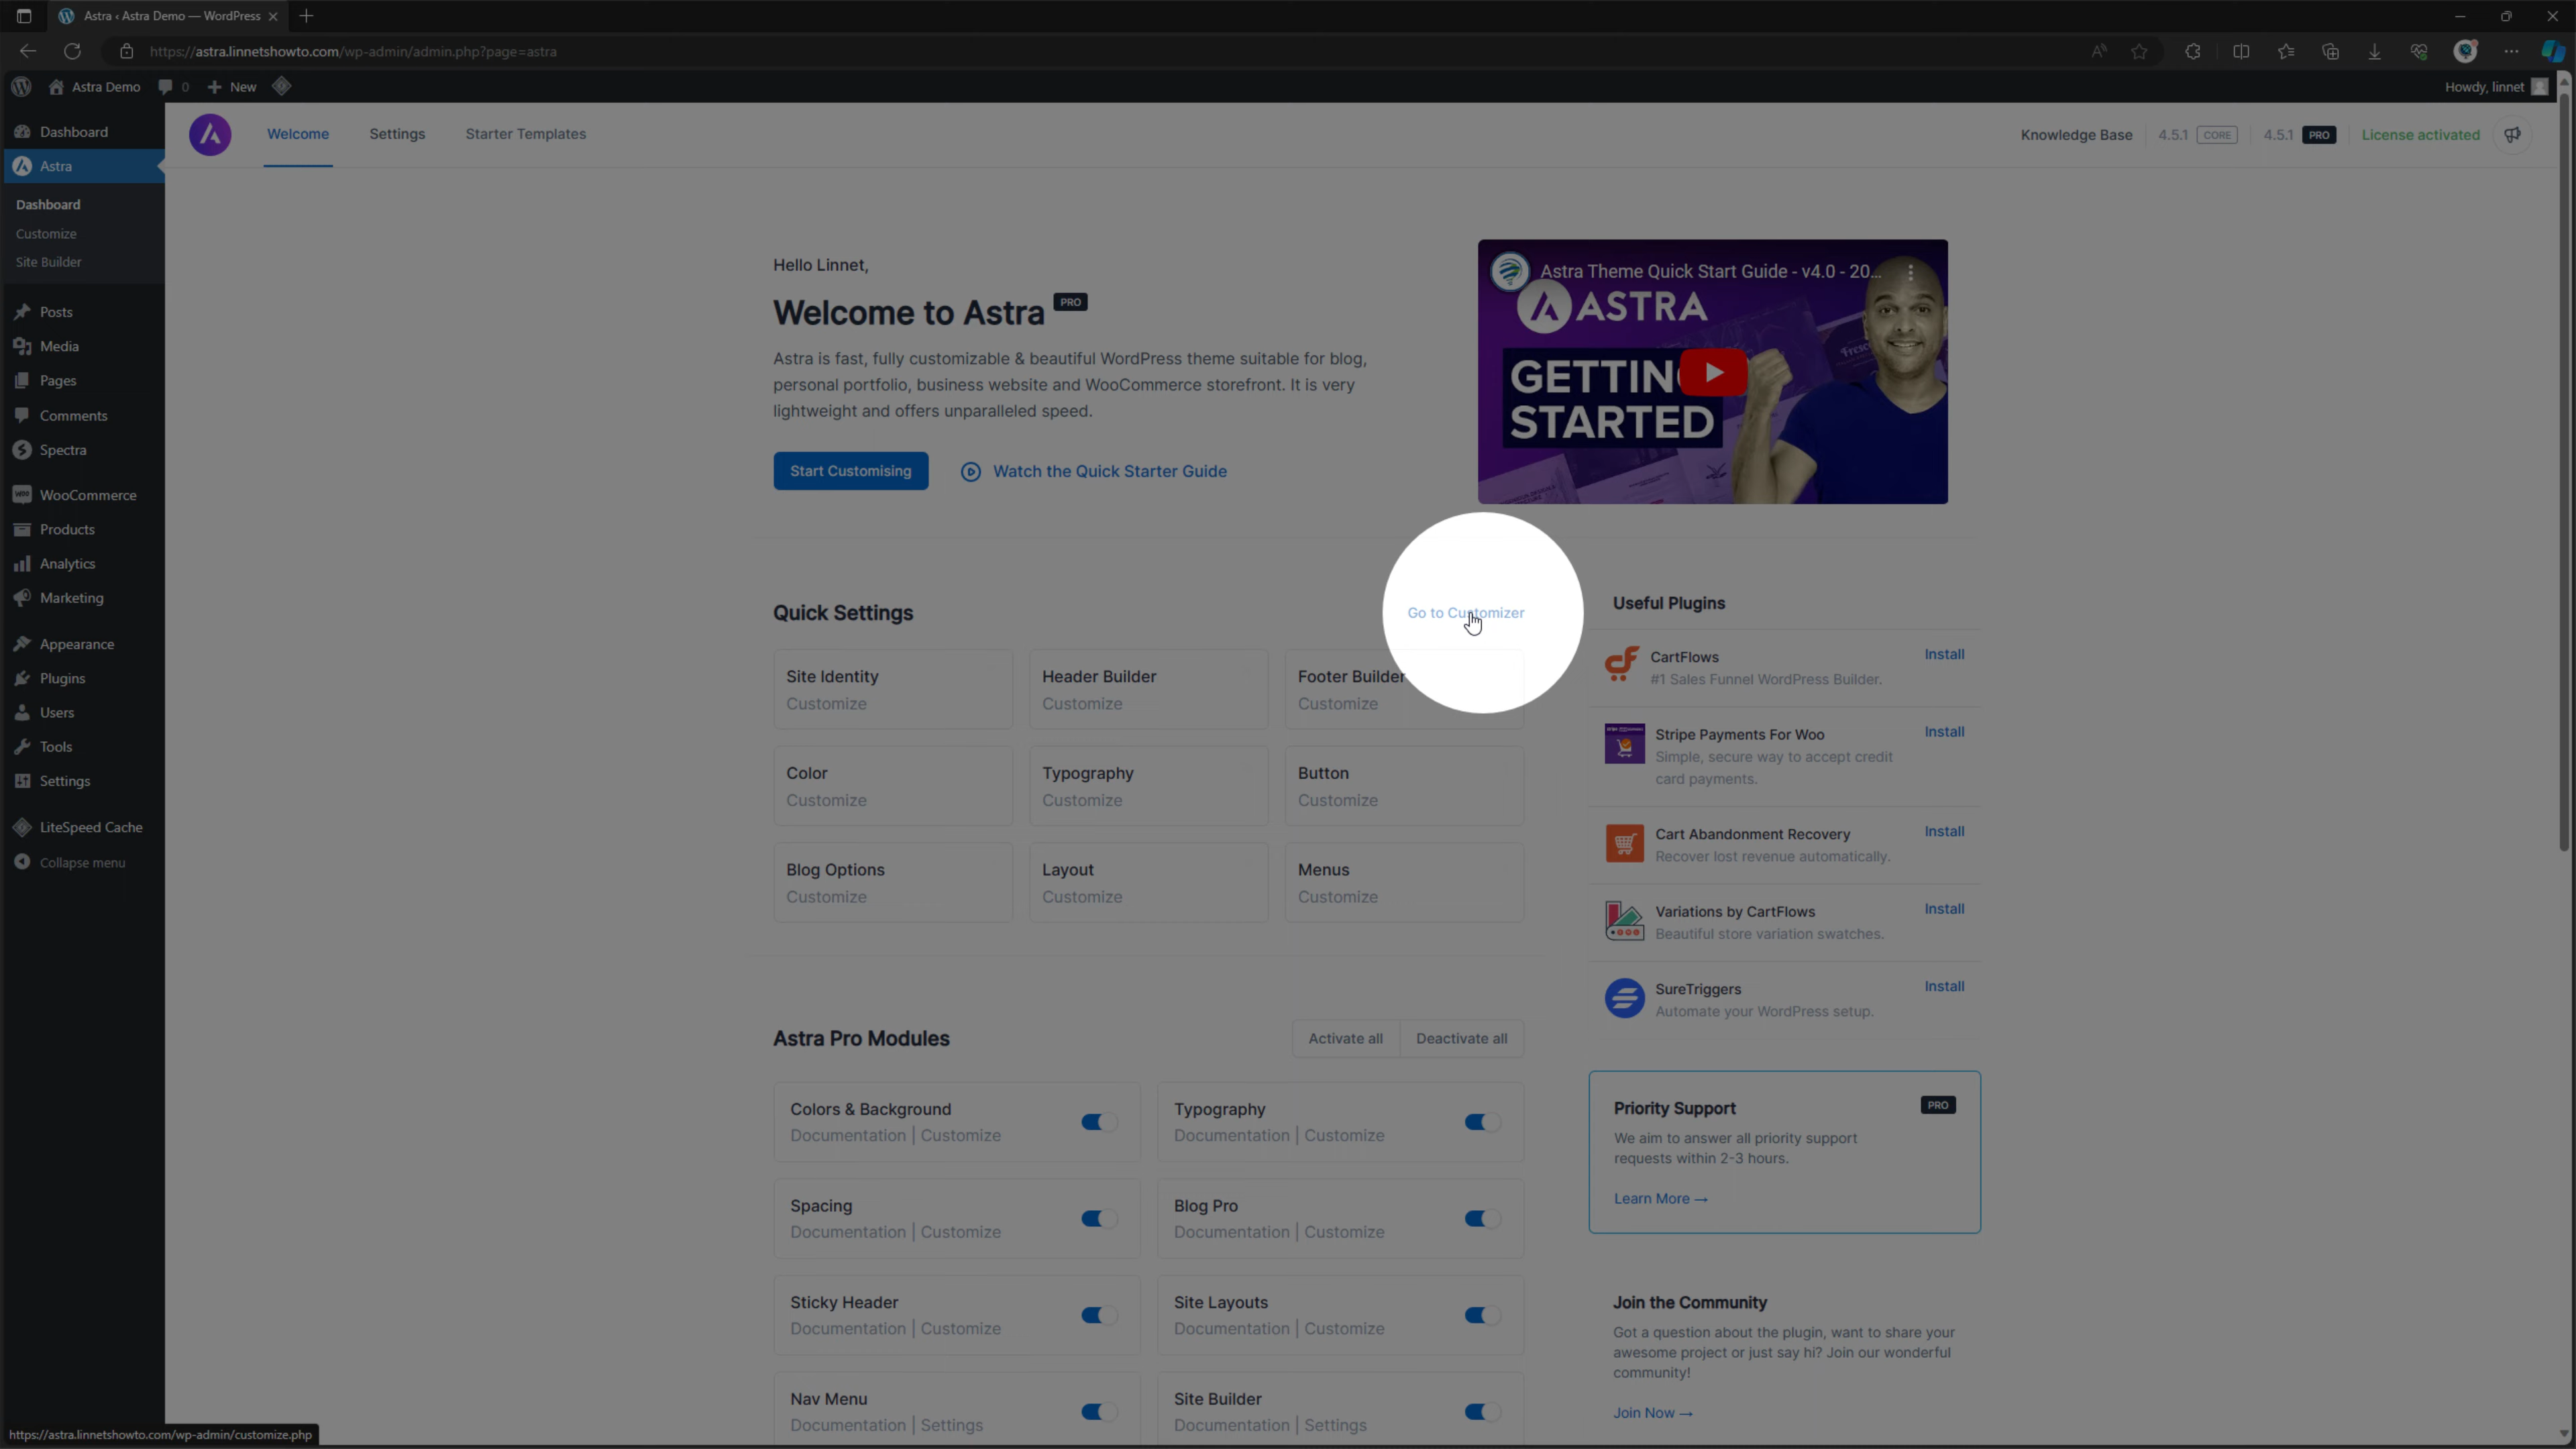 Astra ‹ Astra Demo — WordPress
https://astra.linnetshowto.com/wp-admin/admin.php?page=astra
Astra Demo 0 New
Howdy, linnet
Dashboard
Astra
Dashboard
Customize
Site Builder
Posts
Media
Pages
Comments
Spectra
WooCommerce
Products
Analytics
Marketing
Appearance
Plugins
Users
Tools
Settings
LiteSpeed Cache
Collapse menu
Welcome Settings Starter Templates
Knowledge Base 4.5.1 CORE 4.5.1 PRO License activated
Hello Linnet,
Welcome to Astra PRO
Astra is fast, fully customizable & beautiful WordPress theme suitable for blog,
personal portfolio, business website and WooCommerce storefront. It is very
lightweight and offers unparalleled speed.
Start Customising Watch the Quick Starter Guide
Astra Theme Quick Start Guide - v4.0 - 20...
ASTRA
GETTIN
STARTED
Quick Settings Go to Customizer
Site Identity
Customize
Header Builder
Customize
Footer Builder
Customize
Color
Customize
Typography
Customize
Button
Customize
Blog Options
Customize
Layout
Customize
Menus
Customize
Useful Plugins
CartFlows Install
#1 Sales Funnel WordPress Builder.
Stripe Payments For Woo Install
Simple, secure way to accept credit
card payments.
Cart Abandonment Recovery Install
Recover lost revenue automatically.
Variations by CartFlows Install
Beautiful store variation swatches.
SureTriggers Install
Automate your WordPress setup.
Astra Pro Modules Activate all Deactivate all
Colors & Background
Documentation | Customize
Typography
Documentation | Customize
Spacing
Documentation | Customize
Blog Pro
Documentation | Customize
Sticky Header
Documentation | Customize
Site Layouts
Documentation | Customize
Nav Menu
Documentation | Settings
Site Builder
Documentation | Settings
Priority Support PRO
We aim to answer all priority support
requests within 2-3 hours.
Learn More →
Join the Community
Got a question about the plugin, want to share your
awesome project or just say hi? Join our wonderful
community!
Join Now →
https://astra.linnetshowto.com/wp-admin/customize.php